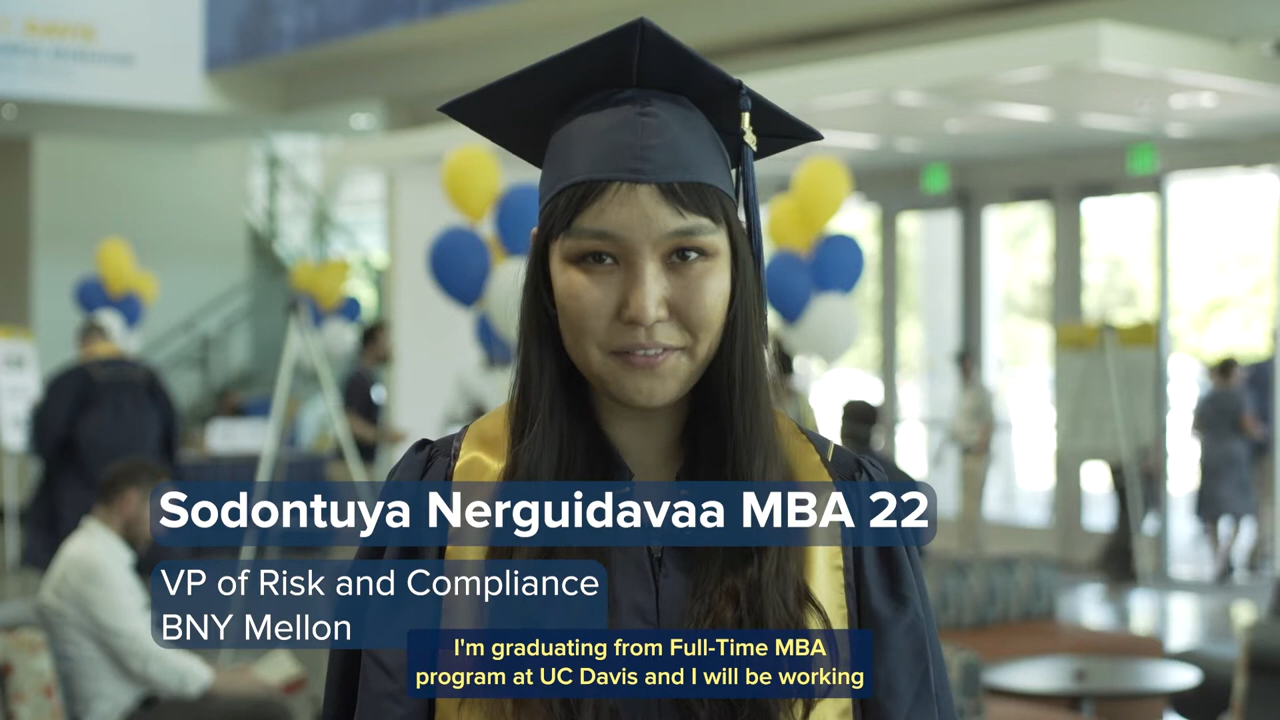 Sodontuya Nerguidavaa MBA 22
VP of Risk and Compliance
BNY Mellon
I'm graduating from Full-Time MBA
program at UC Davis and I will be working